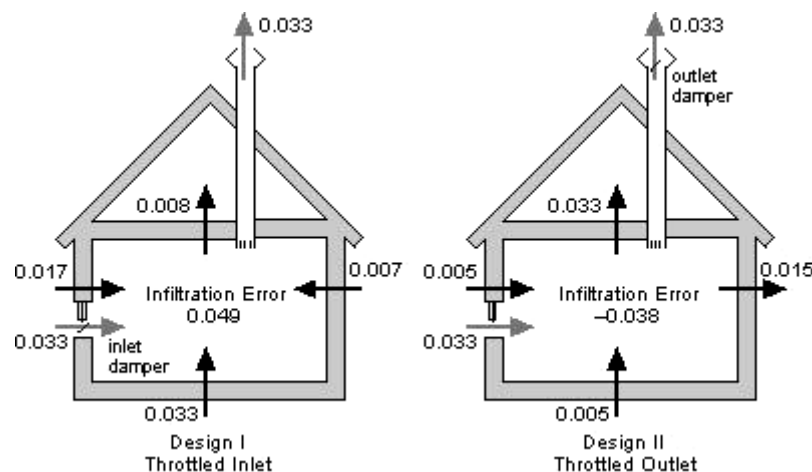 0.033
0.008
0.017
0.007
Infiltration Error
0.049
0.033
inlet
damper
0.033
Design I
Throttled Inlet
0.033
outlet
damper
0.033
0.005
0.015
Infiltration Error
–0.038
0.033
0.005
Design II
Throttled Outlet